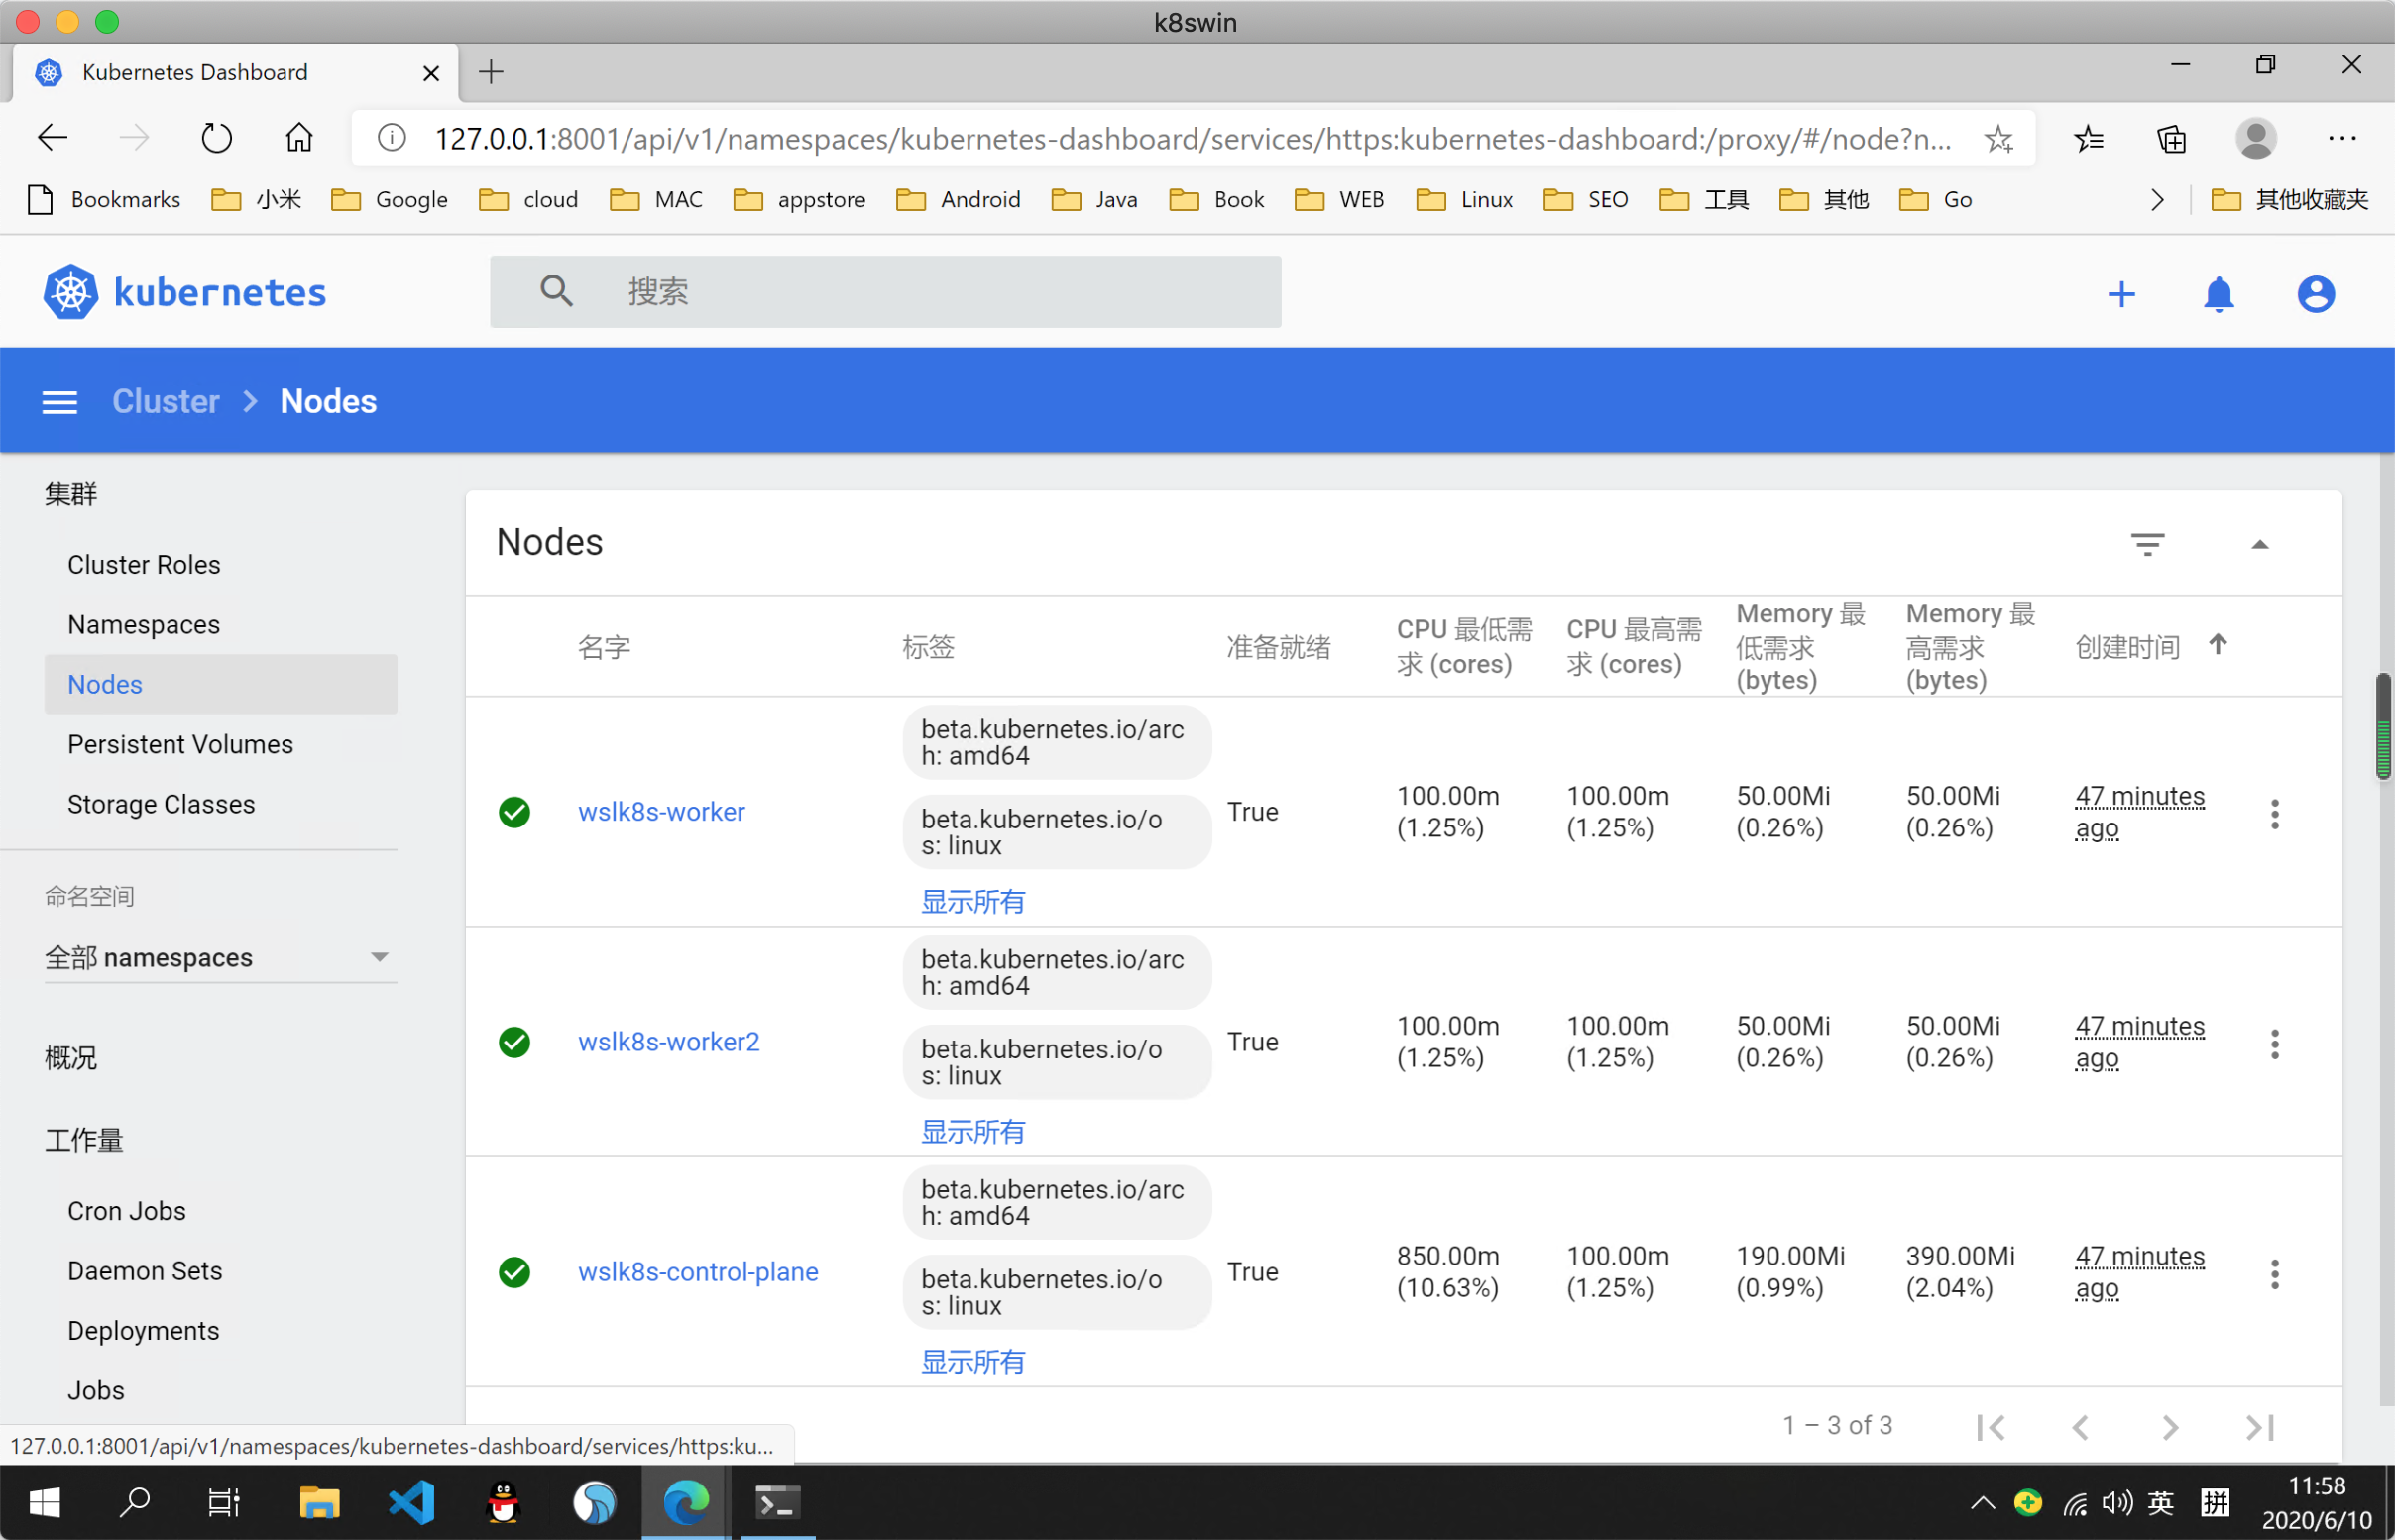 k8swin
Kubernetes Dashboard
127.0.0.1:8001/api/v1/namespaces/kubernetes-dashboard/services/https:kubernetes-dashboard:/proxy/#/node?n...
Bookmarks 小米 Google cloud MAC appstore Android Java Book WEB Linux SEO 工具 其他 Go 其他收藏夹
kubernetes 搜索
Cluster Nodes
集群
Cluster Roles
Namespaces
Nodes
Persistent Volumes
Storage Classes
命名空间
全部 namespaces
概况
工作量
Cron Jobs
Daemon Sets
Deployments
Jobs
Nodes
名字 标签 准备就绪 CPU 最低需求 (cores) CPU 最高需求 (cores) Memory 最低需求 (bytes) Memory 最高需求 (bytes) 创建时间
wslk8s-worker
beta.kubernetes.io/arc
h: amd64
beta.kubernetes.io/o
s: linux
显示所有
True
100.00m
(1.25%)
100.00m
(1.25%)
50.00Mi
(0.26%)
50.00Mi
(0.26%)
47 minutes
ago
wslk8s-worker2
beta.kubernetes.io/arc
h: amd64
beta.kubernetes.io/o
s: linux
显示所有
True
100.00m
(1.25%)
100.00m
(1.25%)
50.00Mi
(0.26%)
50.00Mi
(0.26%)
47 minutes
ago
wslk8s-control-plane
beta.kubernetes.io/arc
h: amd64
beta.kubernetes.io/o
s: linux
显示所有
True
850.00m
(10.63%)
100.00m
(1.25%)
190.00Mi
(0.99%)
390.00Mi
(2.04%)
47 minutes
ago
1 – 3 of 3
127.0.0.1:8001/api/v1/namespaces/kubernetes-dashboard/services/https:ku...
英 拼
11:58
2020/6/10